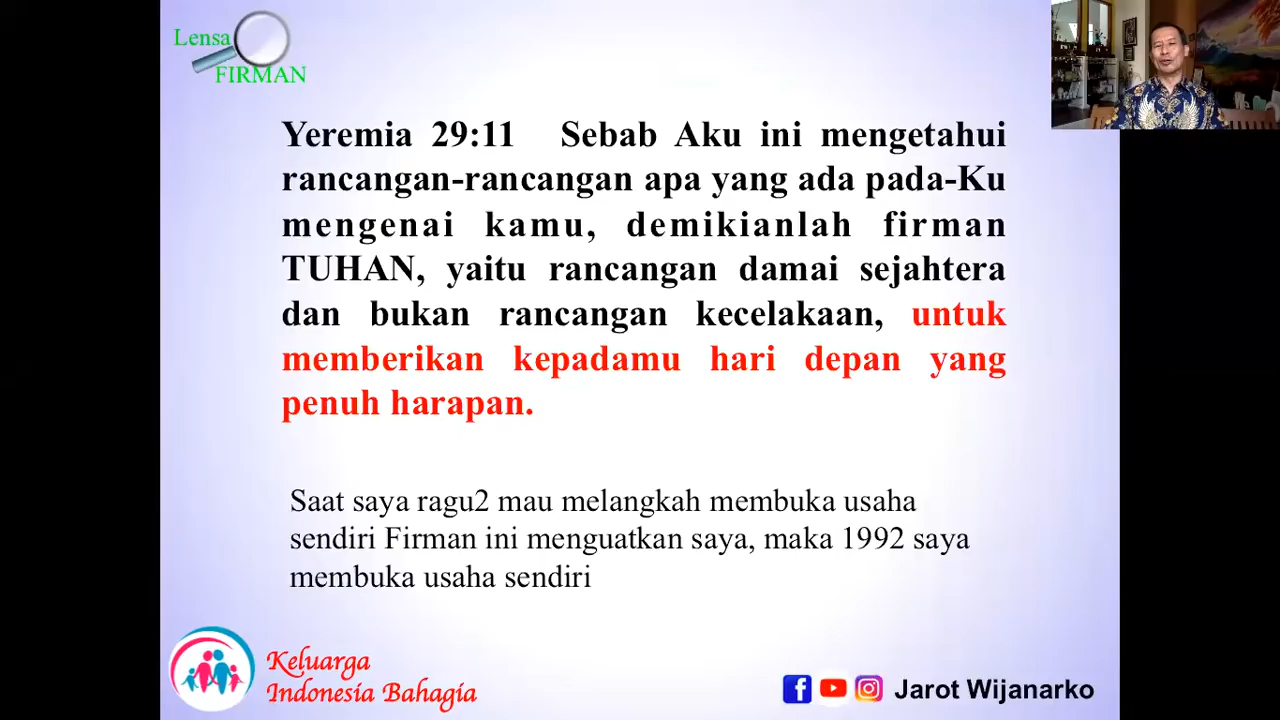 Lensa
FIRMAN
Yeremia 29:11 Sebab Aku ini mengetahui
rancangan-rancangan apa yang ada pada-Ku
mengenai kamu, demikianlah firman
TUHAN, yaitu rancangan damai sejahtera
dan bukan rancangan kecelakaan, untuk
memberikan kepadamu hari depan yang
penuh harapan.
Saat saya ragu2 mau melangkah membuka usaha
sendiri Firman ini menguatkan saya, maka 1992 saya
membuka usaha sendiri
Keluarga
Indonesia Bahagia
Jarot Wijanarko